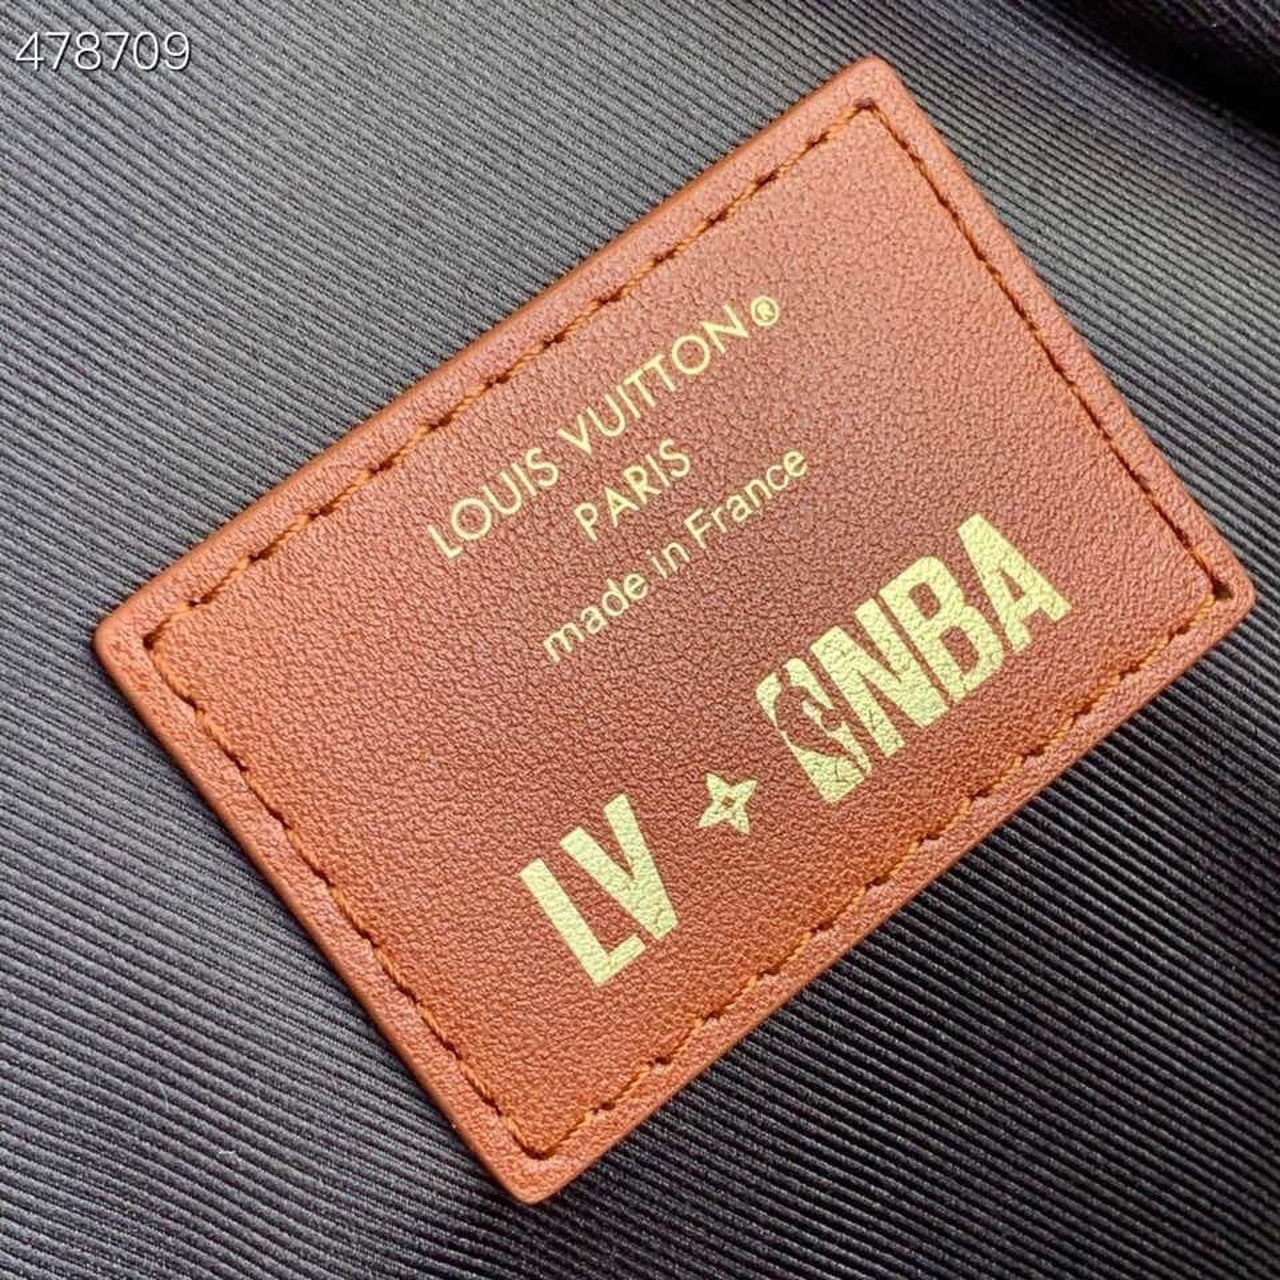 478709
LOUIS VUITTON®
PARIS
made in France
LV NBA